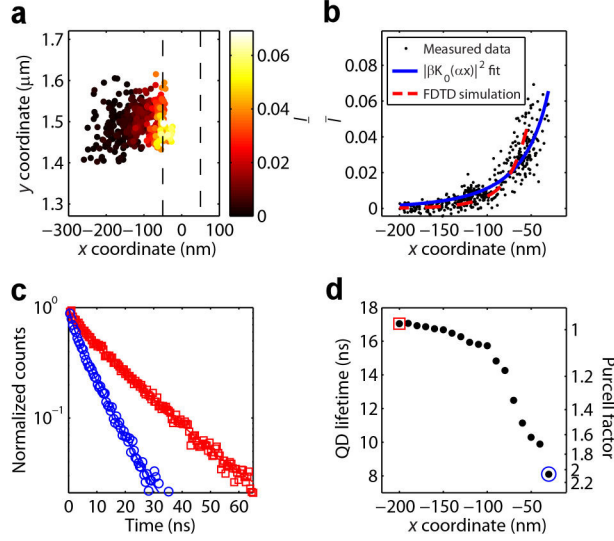 a
1.7
1.6
1.5
1.4
1.3
−300 −200 −100 0 100
x coordinate (nm)
y coordinate (μm)
0.06
0.04
0.02
0
I
b
Measured data
|βK0(αx)|² fit
FDTD simulation
0.08
0.06
0.04
0.02
0
I
−200 −150 −100 −50
x coordinate (nm)
c
10⁰
10⁻¹
Normalized counts
0 10 20 30 40 50 60
Time (ns)
d
18
16
14
12
10
8
QD lifetime (ns)
1
1.2
1.4
1.6
1.8
2
2.2
Purcell factor
−200 −150 −100 −50
x coordinate (nm)